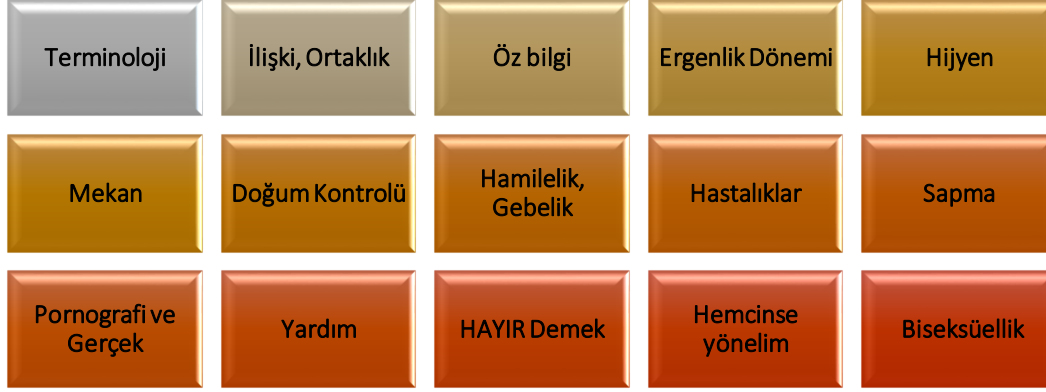 Terminoloji
İlişki, Ortaklık
Öz bilgi
Ergenlik Dönemi
Hijyen
Mekan
Doğum Kontrolü
Hamilelik,
Gebelik
Hastalıklar
Sapma
Pornografi ve
Gerçek
Yardım
HAYIR Demek
Hemcinse
yönelim
Biseksüellik